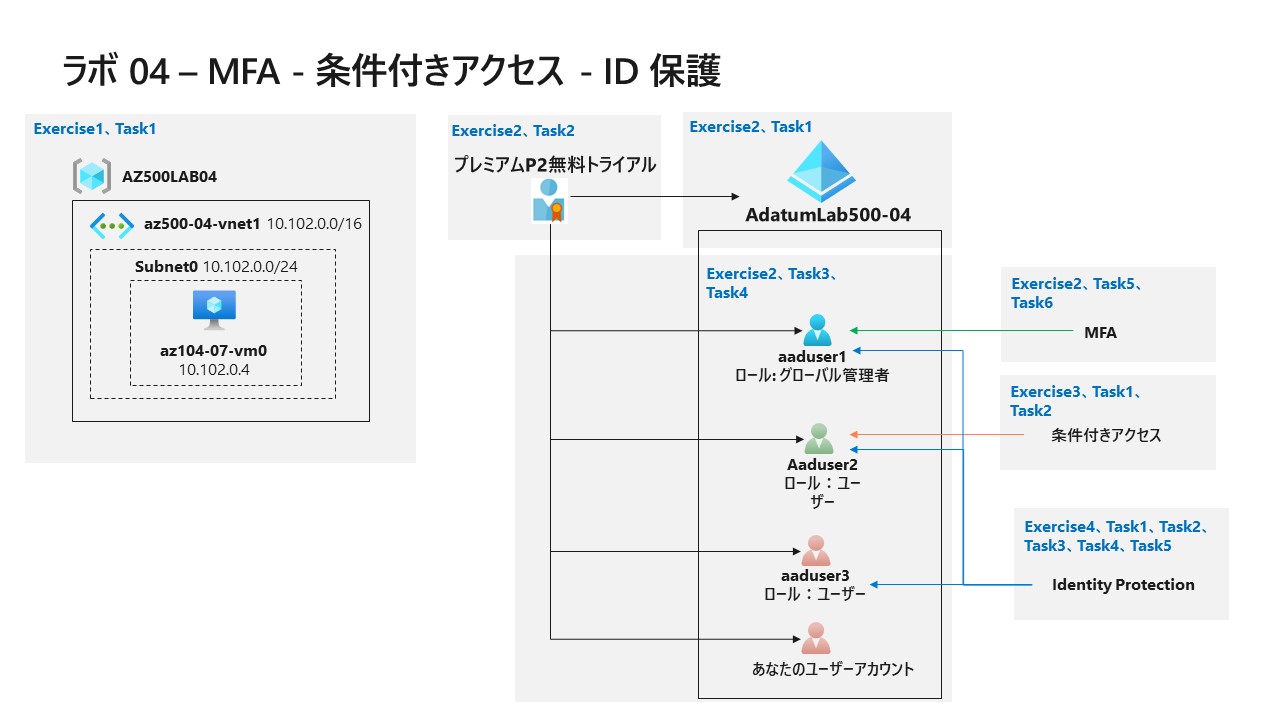 ラボ 04 – MFA - 条件付きアクセス - ID 保護
Exercise1、Task1
AZ500LAB04
az500-04-vnet1 10.102.0.0/16
Subnet0 10.102.0.0/24
az104-07-vm0
10.102.0.4
Exercise2、Task2
プレミアムP2無料トライアル
Exercise2、Task1
AdatumLab500-04
Exercise2、Task3、
Task4
aaduser1
ロール: グローバル管理者
Aaduser2
ロール：ユー
ザー
aaduser3
ロール：ユーザー
あなたのユーザーアカウント
Exercise2、Task5、
Task6
MFA
Exercise3、Task1、
Task2
条件付きアクセス
Exercise4、Task1、Task2、
Task3、Task4、Task5
Identity Protection